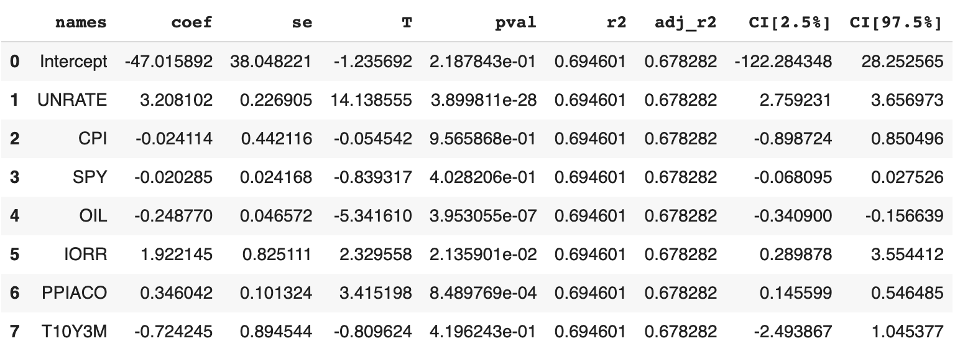 names coef se T pval r2 adj_r2 CI[2.5%] CI[97.5%]
0 Intercept -47.015892 38.048221 -1.235692 2.187843e-01 0.694601 0.678282 -122.284348 28.252565
1 UNRATE 3.208102 0.226905 14.138555 3.899811e-28 0.694601 0.678282 2.759231 3.656973
2 CPI -0.024114 0.442116 -0.054542 9.565868e-01 0.694601 0.678282 -0.898724 0.850496
3 SPY -0.020285 0.024168 -0.839317 4.028206e-01 0.694601 0.678282 -0.068095 0.027526
4 OIL -0.248770 0.046572 -5.341610 3.953055e-07 0.694601 0.678282 -0.340900 -0.156639
5 IORR 1.922145 0.825111 2.329558 2.135901e-02 0.694601 0.678282 0.289878 3.554412
6 PPIACO 0.346042 0.101324 3.415198 8.489769e-04 0.694601 0.678282 0.145599 0.546485
7 T10Y3M -0.724245 0.894544 -0.809624 4.196243e-01 0.694601 0.678282 -2.493867 1.045377